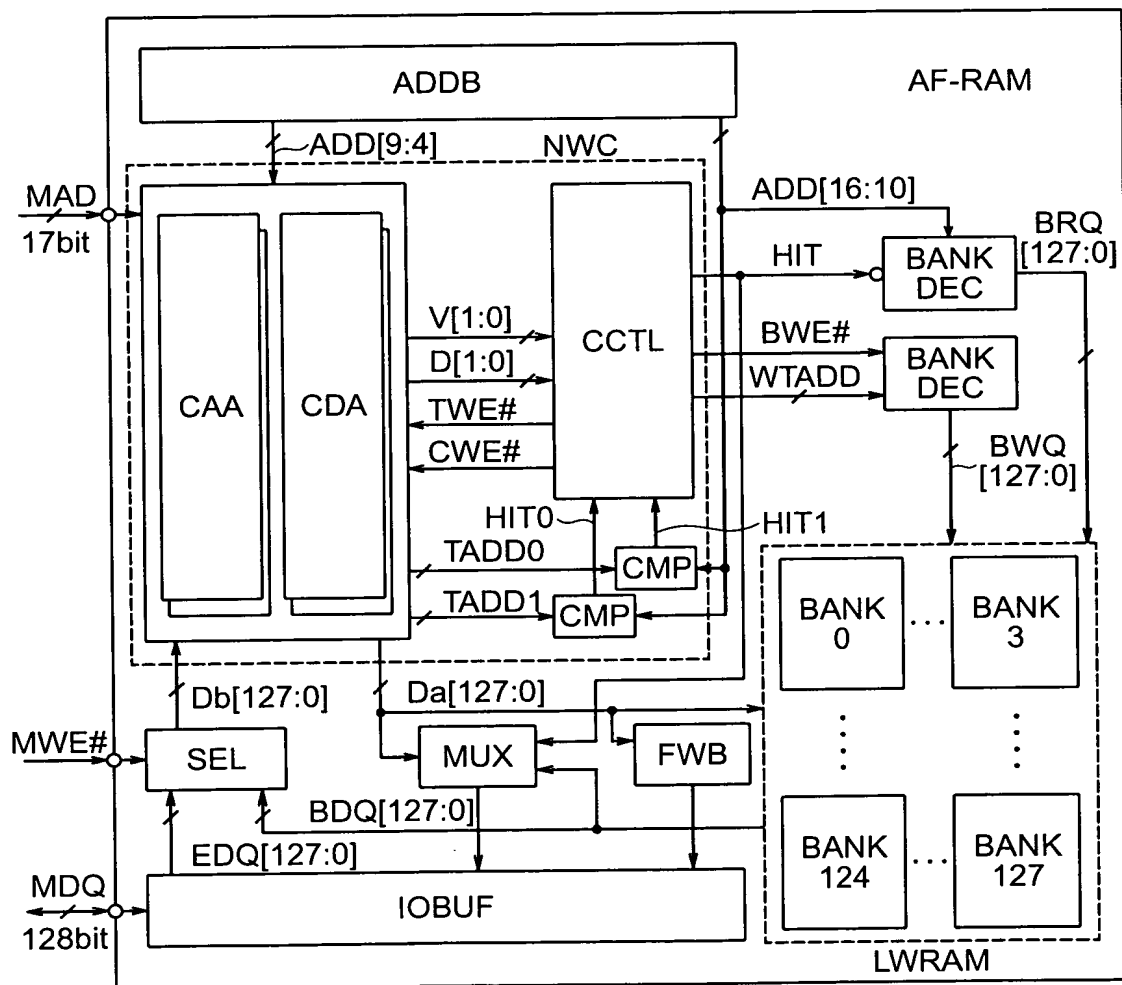 ADDB
AF-RAM
ADD[9:4]
NWC
MAD
17bit
ADD[16:10]
BRQ
[127:0]
HIT
BANK
DEC
V[1:0]
D[1:0]
CCTL
BWE#
WTADD
BANK
DEC
CAA
CDA
TWE#
CWE#
BWQ
[127:0]
HIT0
HIT1
TADD0
CMP
TADD1
CMP
BANK
0
BANK
3
Db[127:0]
Da[127:0]
MWE#
SEL
MUX
FWB
BDQ[127:0]
EDQ[127:0]
BANK
124
BANK
127
MDQ
128bit
IOBUF
LWRAM